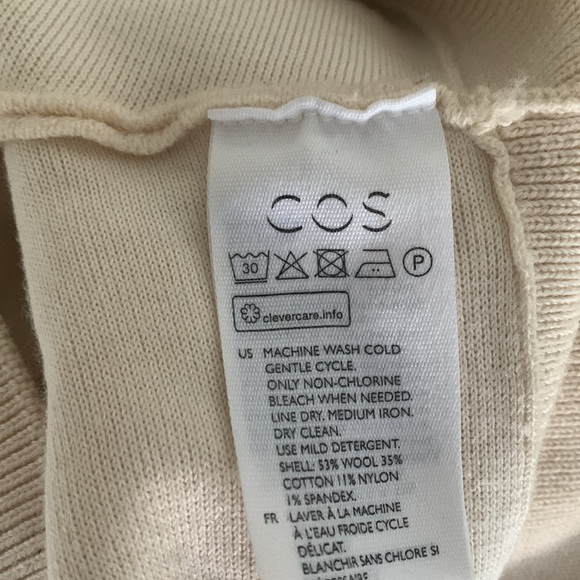 COS
30 P
clevercare.info
US MACHINE WASH COLD
GENTLE CYCLE.
ONLY NON-CHLORINE
BLEACH WHEN NEEDED.
LINE DRY. MEDIUM IRON.
DRY CLEAN.
USE MILD DETERGENT.
SHELL: 53% WOOL 35%
COTTON 11% NYLON
1% SPANDEX.
FR LAVER À LA MACHINE
À L'EAU FROIDE CYCLE
DÉLICAT.
BLANCHIR SANS CHLORE SI